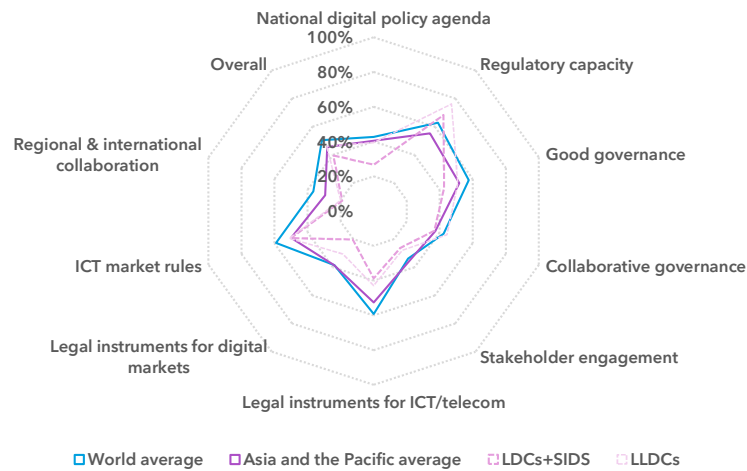 National digital policy agenda
100%
Overall
80%
Regulatory capacity
60%
Regional & international
collaboration
40%
Good governance
20%
0%
ICT market rules
Collaborative governance
Legal instruments for digital
markets
Stakeholder engagement
Legal instruments for ICT/telecom
World average
Asia and the Pacific average
LDCs+SIDS
LLDCs